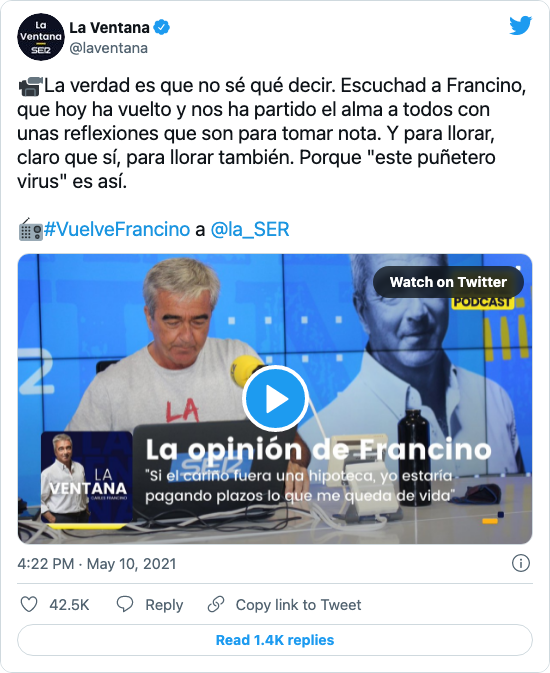 La
Ventana
SER
La Ventana
@laventana
La verdad es que no sé qué decir. Escuchad a Francino,
que hoy ha vuelto y nos ha partido el alma a todos con
unas reflexiones que son para tomar nota. Y para llorar,
claro que sí, para llorar también. Porque "este puñetero
virus" es así.
#VuelveFrancino a @la_SER
Watch on Twitter
PODCAST
2
LA
SER
La opinión de Francino
"Si el cariño fuera una hipoteca, yo estaría
pagando plazos lo que me queda de vida"
LA
VENTANA
CARLES FRANCINO
4:22 PM · May 10, 2021
42.5K
Reply
Copy link to Tweet
Read 1.4K replies